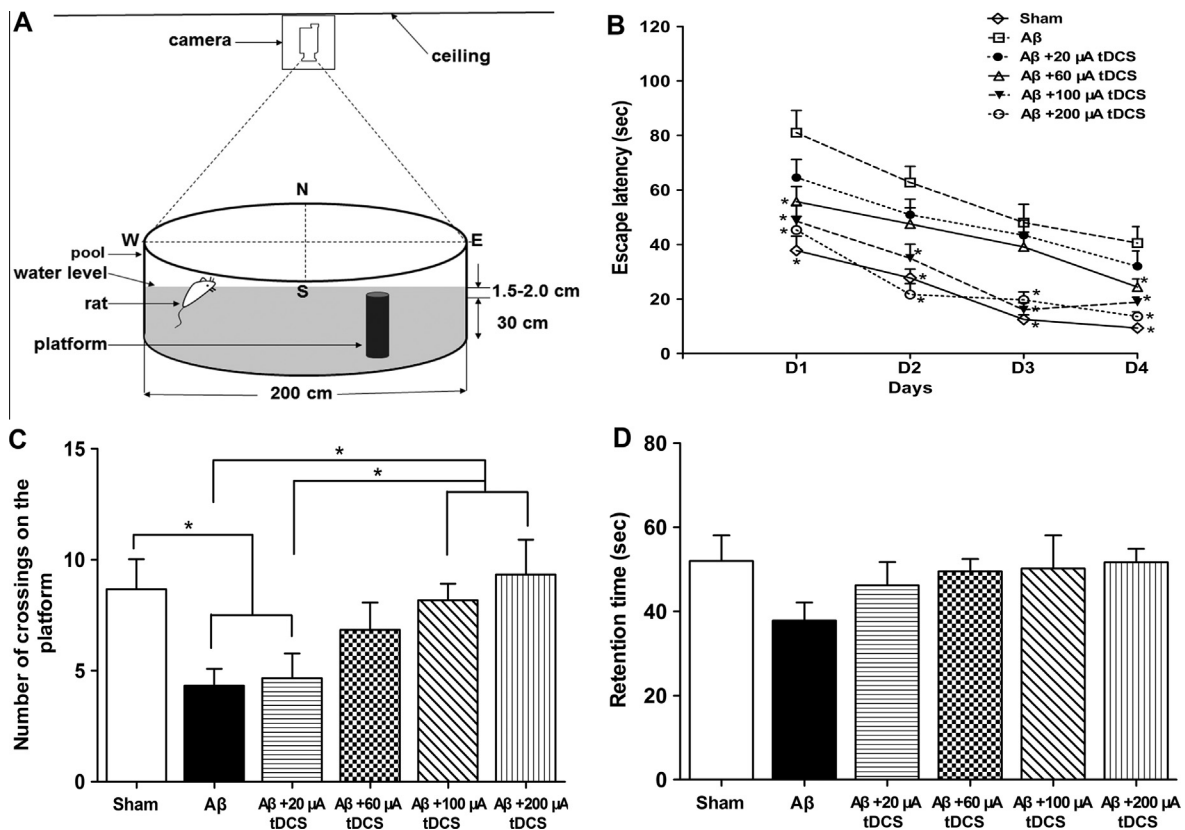 A
camera
ceiling
N
W
E
pool
water level
S
rat
1.5-2.0 cm
30 cm
platform
200 cm
B
Sham
Aβ
Aβ +20 μA tDCS
Aβ +60 μA tDCS
Aβ +100 μA tDCS
Aβ +200 μA tDCS
Escape latency (sec)
120
100
80
60
40
20
0
* * * *
* *
* *
* * *
D1 D2 D3 D4
Days
C
Number of crossings on the
platform
15
10
5
0
*
*
*
Sham
Aβ
Aβ +20 μA
tDCS
Aβ +60 μA
tDCS
Aβ +100 μA
tDCS
Aβ +200 μA
tDCS
D
Retention time (sec)
80
60
40
20
0
Sham
Aβ
Aβ +20 μA
tDCS
Aβ +60 μA
tDCS
Aβ +100 μA
tDCS
Aβ +200 μA
tDCS